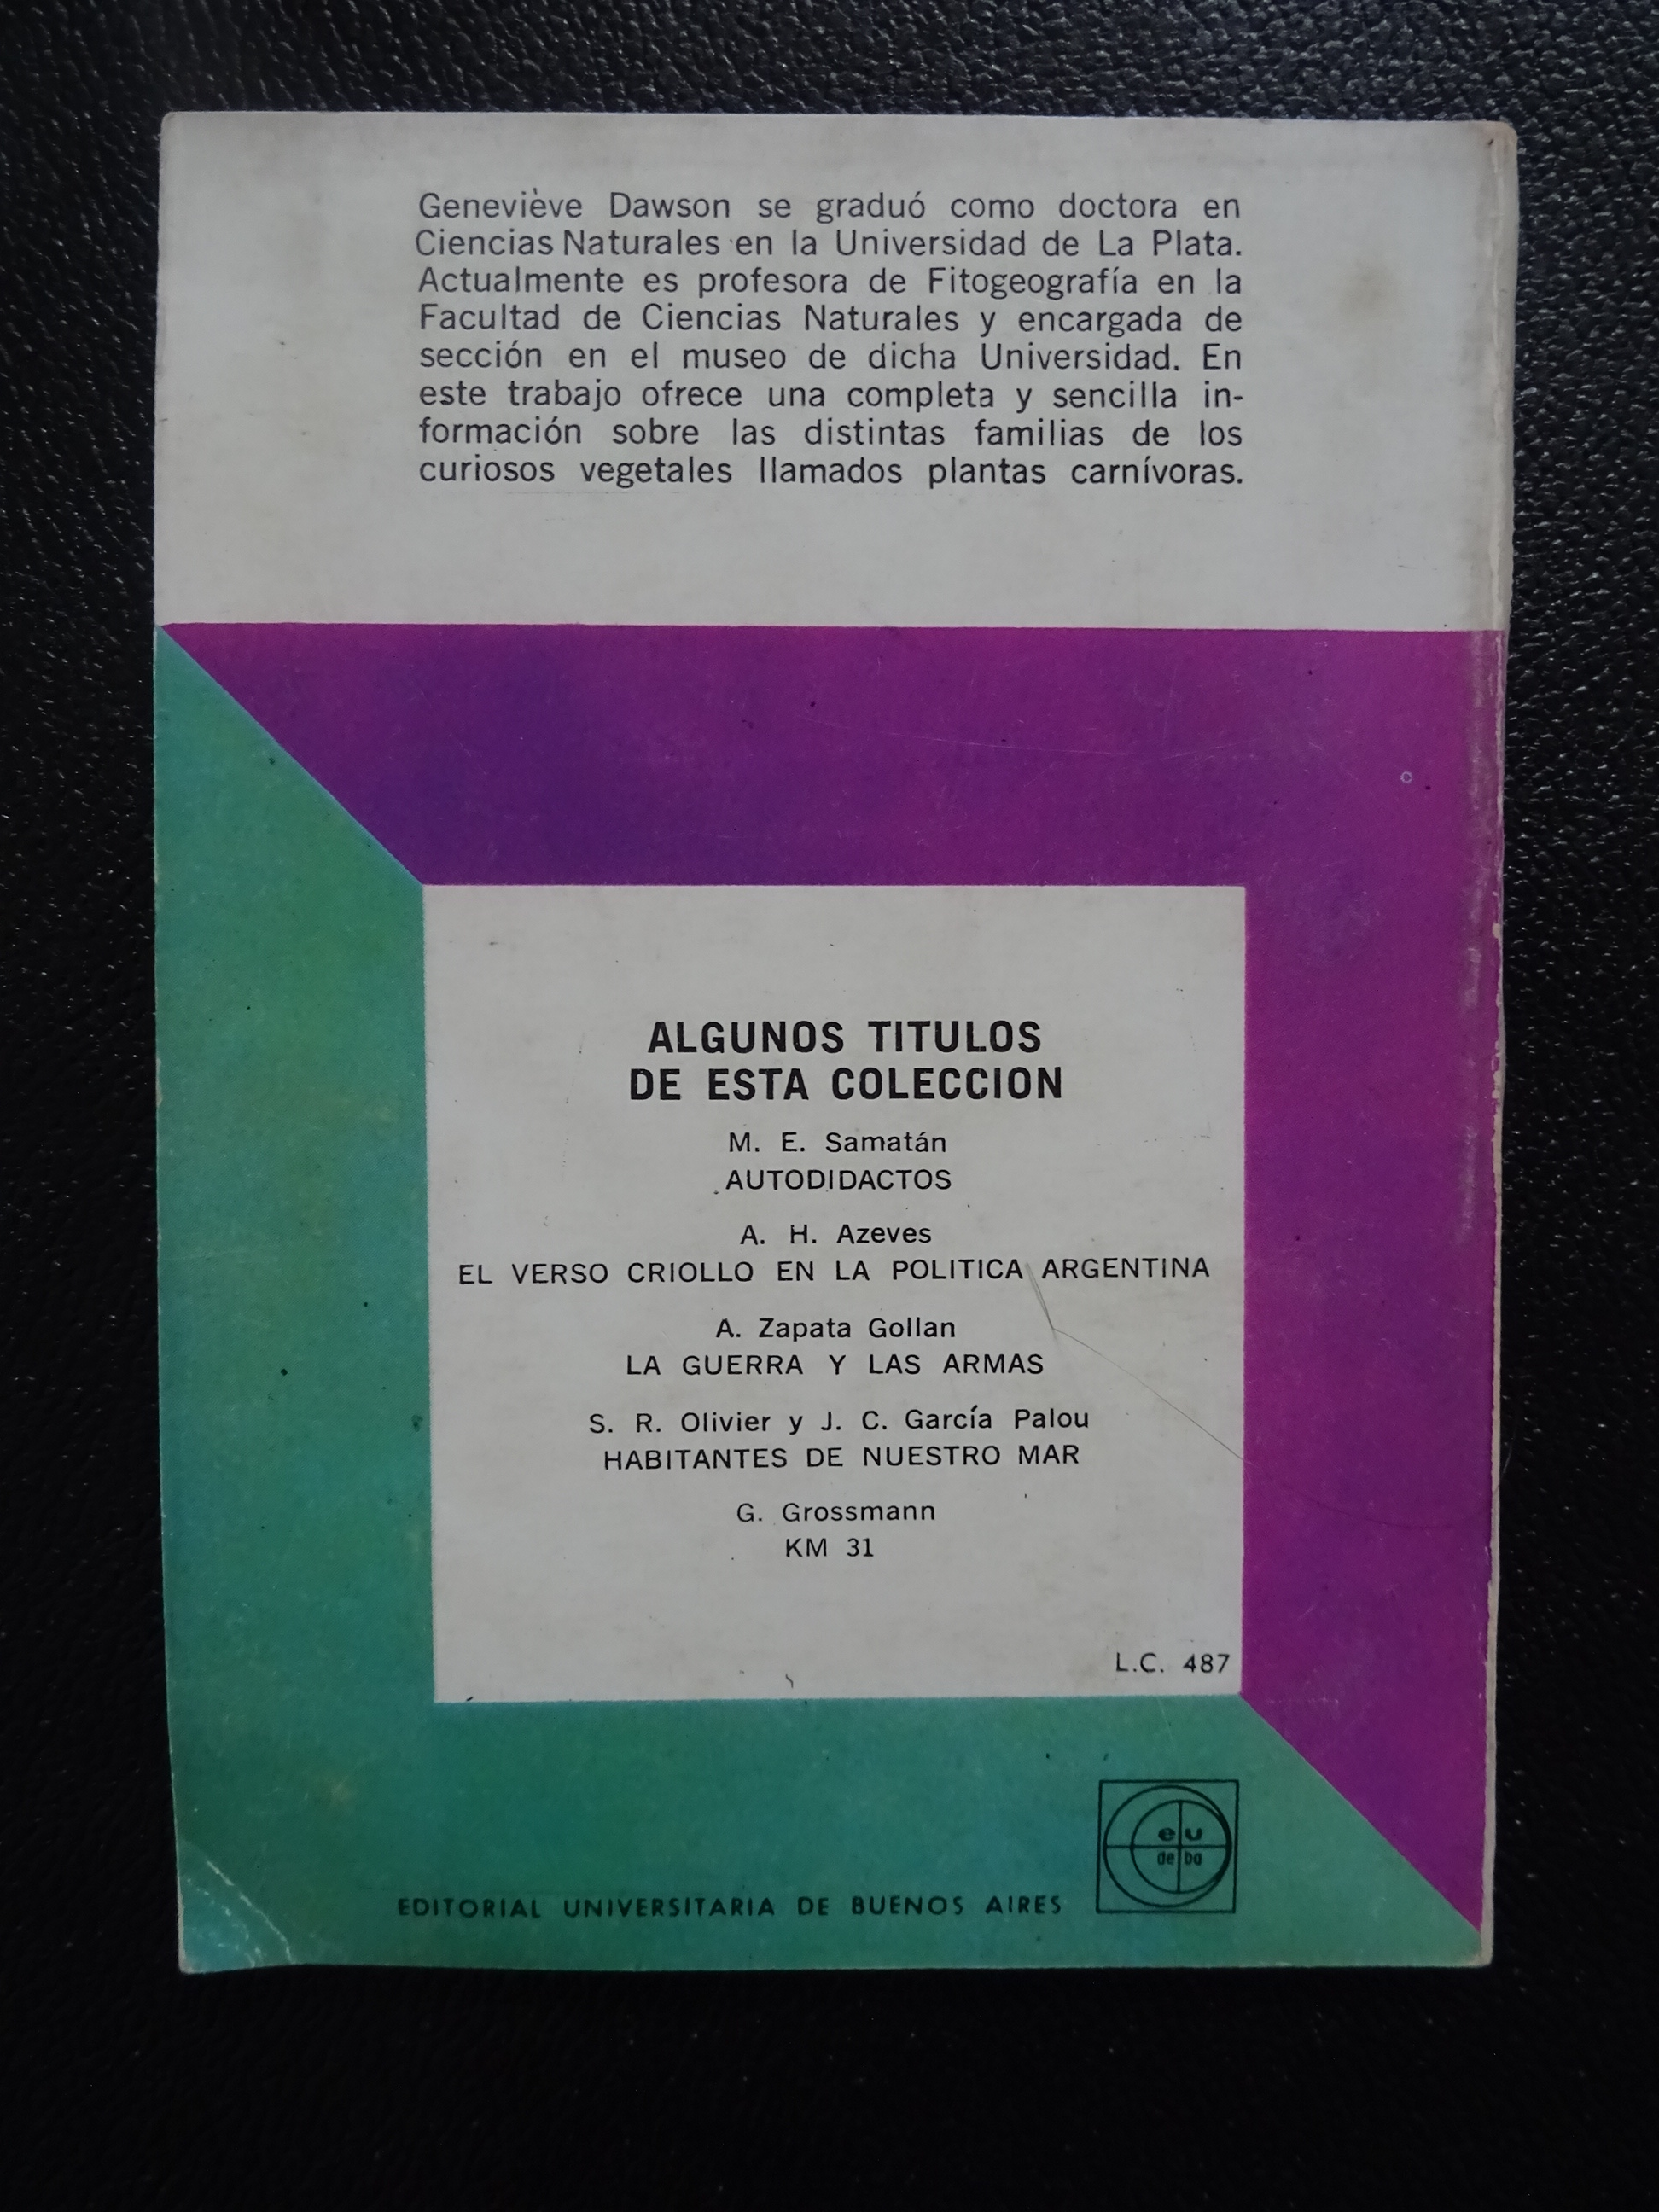 Geneviève Dawson se graduó como doctora en
Ciencias Naturales en la Universidad de La Plata.
Actualmente es profesora de Fitogeografía en la
Facultad de Ciencias Naturales y encargada de
sección en el museo de dicha Universidad. En
este trabajo ofrece una completa y sencilla in-
formación sobre las distintas familias de los
curiosos vegetales llamados plantas carnívoras.
ALGUNOS TITULOS
DE ESTA COLECCION
M. E. Samatán
AUTODIDACTOS
A. H. Azeves
EL VERSO CRIOLLO EN LA POLITICA ARGENTINA
A. Zapata Gollan
LA GUERRA Y LAS ARMAS
S. R. Olivier y J. C. García Palou
HABITANTES DE NUESTRO MAR
G. Grossmann
KM 31
L.C. 487
eu
deba
EDITORIAL UNIVERSITARIA DE BUENOS AIRES